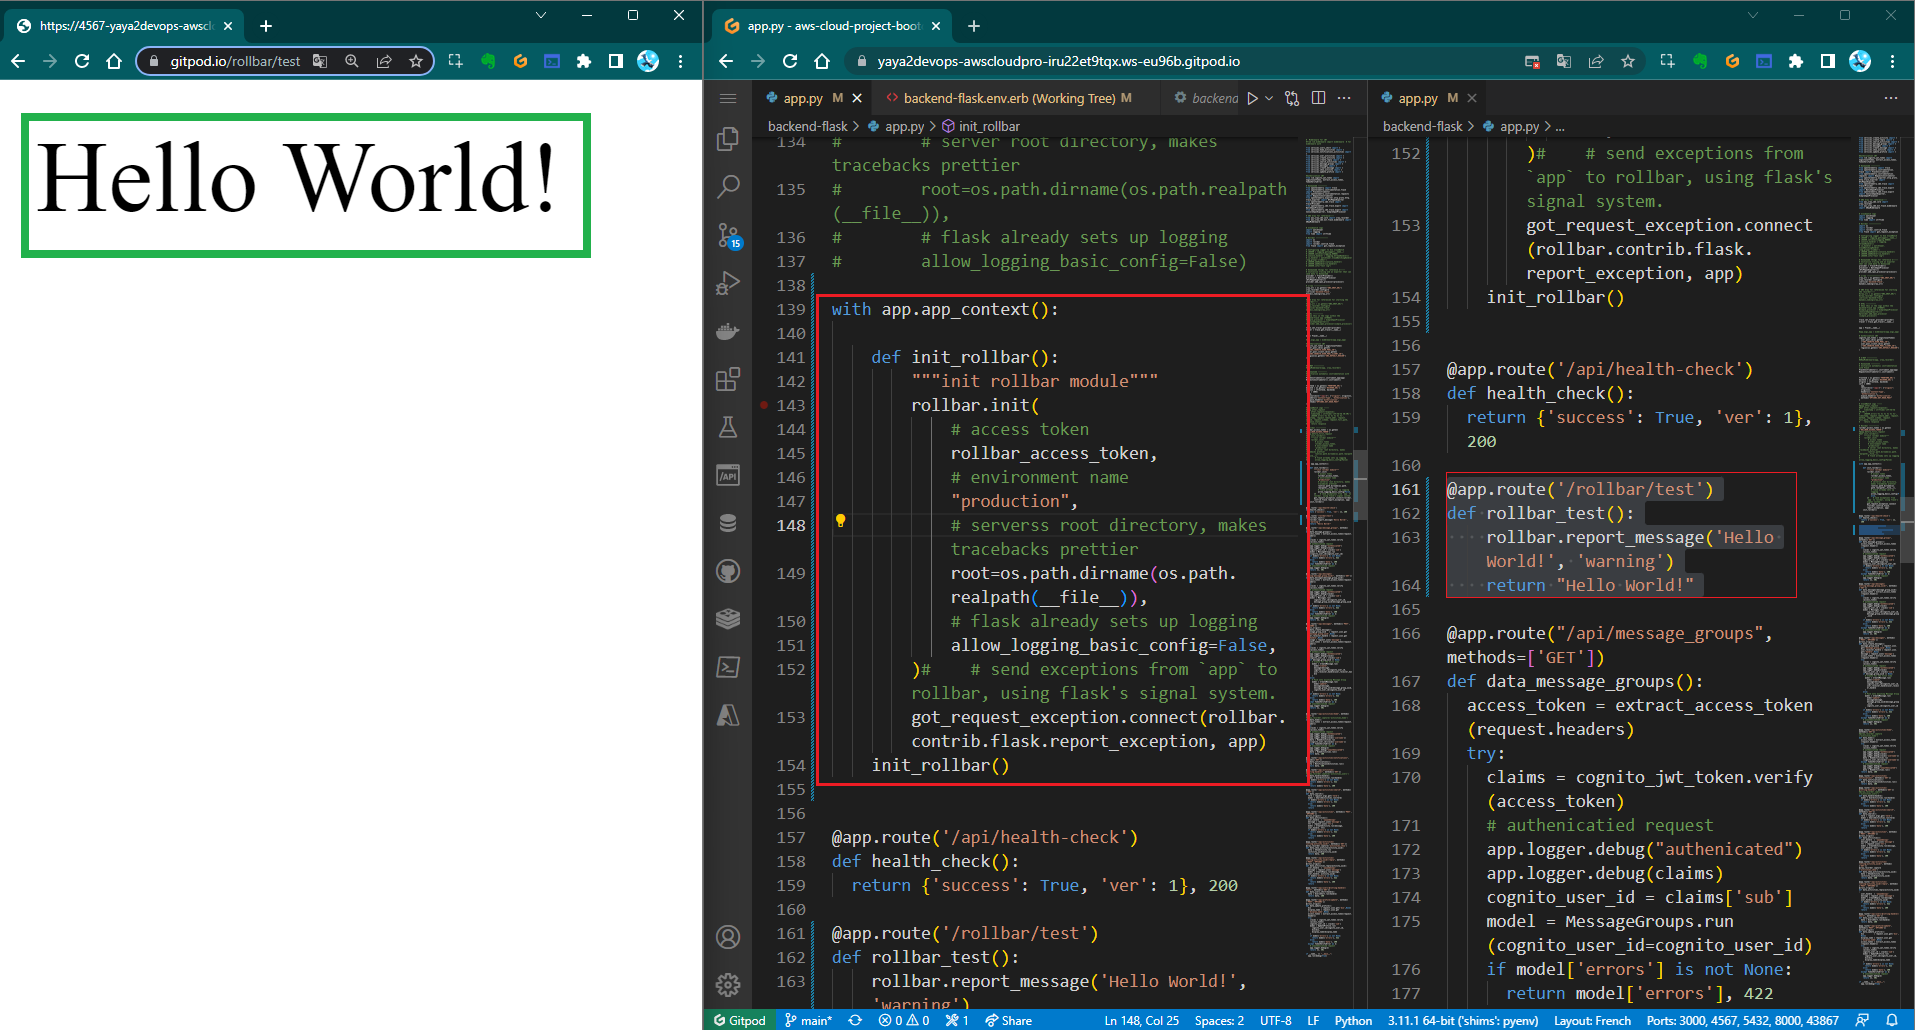 https://4567-yaya2devops-awsclo
gitpod.io/rollbar/test
Hello World!
app.py - aws-cloud-project-boot
yaya2devops-awscloudpro-iru22et9tqx.ws-eu96b.gitpod.io
15
app.py M
backend-flask.env.erb (Working Tree) M
backend
backend-flask > app.py > init_rollbar
134 #        # server root directory, makes
tracebacks prettier
135 #        root=os.path.dirname(os.path.realpath
(__file__)),
136 #        # flask already sets up logging
137 #        allow_logging_basic_config=False)
138
139 with app.app_context():
140
141     def init_rollbar():
142         """init rollbar module"""
143         rollbar.init(
144             # access token
145             rollbar_access_token,
146             # environment name
147             "production",
148             # serverss root directory, makes
tracebacks prettier
149             root=os.path.dirname(os.path.
realpath(__file__)),
150             # flask already sets up logging
151             allow_logging_basic_config=False,
152         )#    # send exceptions from `app` to
rollbar, using flask's signal system.
153         got_request_exception.connect(rollbar.
contrib.flask.report_exception, app)
154     init_rollbar()
155
156
157 @app.route('/api/health-check')
158 def health_check():
159   return {'success': True, 'ver': 1}, 200
160
161 @app.route('/rollbar/test')
162 def rollbar_test():
163     rollbar.report_message('Hello World!',
'warning')
app.py M
backend-flask > app.py > ...
152         )#    # send exceptions from
`app` to rollbar, using flask's
signal system.
153         got_request_exception.connect
(rollbar.contrib.flask.
report_exception, app)
154     init_rollbar()
155
156
157 @app.route('/api/health-check')
158 def health_check():
159   return {'success': True, 'ver': 1},
200
160
161 @app.route('/rollbar/test')
162 def rollbar_test():
163     rollbar.report_message('Hello
World!', 'warning')
164     return "Hello World!"
165
166 @app.route("/api/message_groups",
methods=['GET'])
167 def data_message_groups():
168   access_token = extract_access_token
(request.headers)
169   try:
170     claims = cognito_jwt_token.verify
(access_token)
171     # authenicatied request
172     app.logger.debug("authenicated")
173     app.logger.debug(claims)
174     cognito_user_id = claims['sub']
175     model = MessageGroups.run
(cognito_user_id=cognito_user_id)
176     if model['errors'] is not None:
177       return model['errors'], 422
Gitpod main* 0 0 1 Share Ln 148, Col 25 Spaces: 2 UTF-8 LF Python 3.11.1 64-bit ('shims': pyenv) Layout: French Ports: 3000, 4567, 5432, 8000, 43867